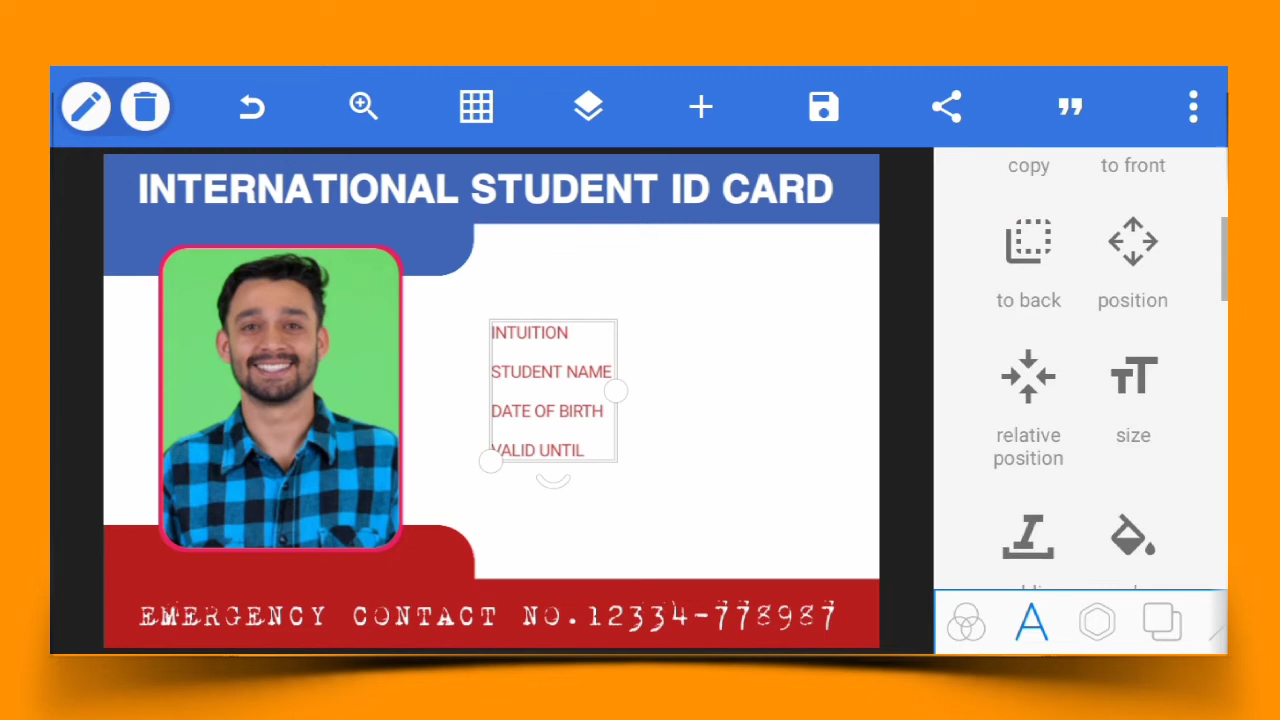 INTERNATIONAL STUDENT ID CARD
INTUITION
STUDENT NAME
DATE OF BIRTH
VALID UNTIL
EMERGENCY CONTACT NO.12334-778987
copy
to front
to back
position
relative position
size